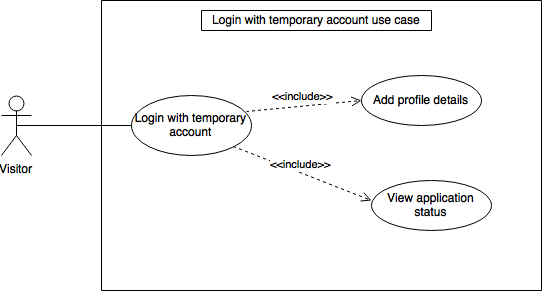 Login with temporary account use case
<<include>>
Add profile details
Login with temporary
account
<<include>>
Visitor
View application
status